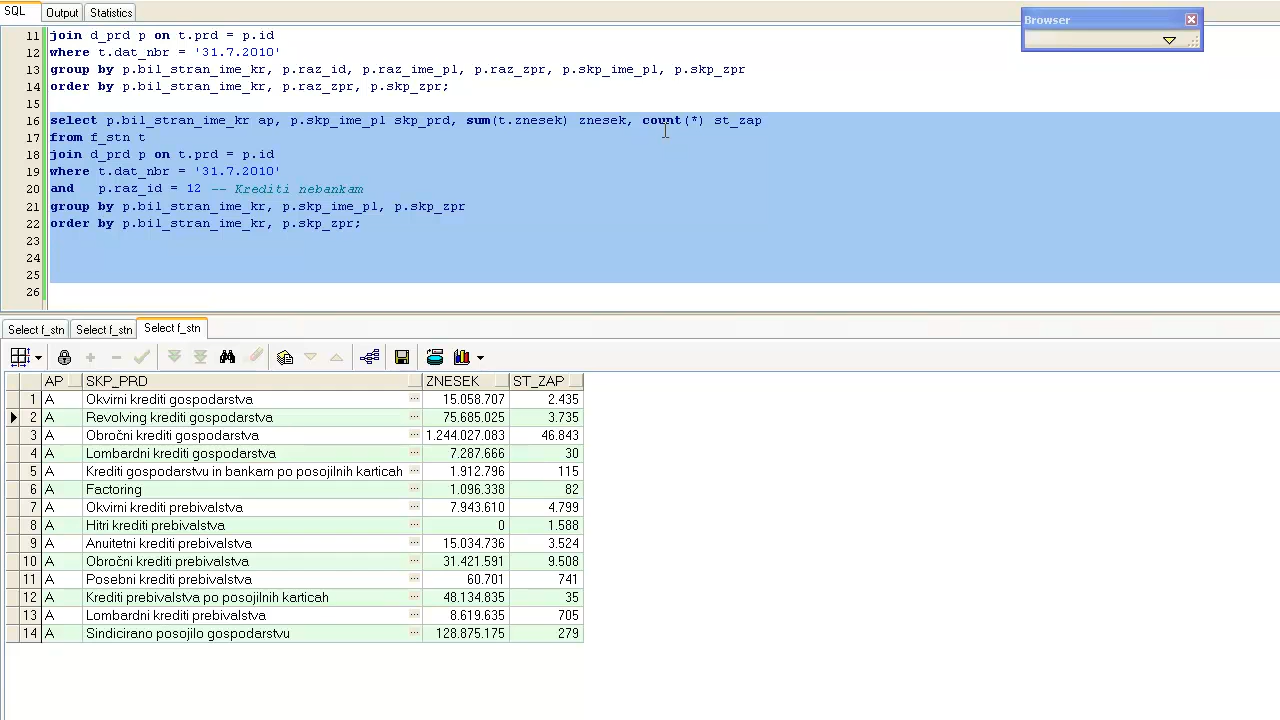 SQL Output Statistics
Browser
11 join d_prd p on t.prd = p.id
12 where t.dat_nbr = '31.7.2010'
13 group by p.bil_stran_ime_kr, p.raz_id, p.raz_ime_pl, p.raz_zpr, p.skp_ime_pl, p.skp_zpr
14 order by p.bil_stran_ime_kr, p.raz_zpr, p.skp_zpr;
15
16 select p.bil_stran_ime_kr ap, p.skp_ime_pl skp_prd, sum(t.znesek) znesek, count(*) st_zap
17 from f_stn t
18 join d_prd p on t.prd = p.id
19 where t.dat_nbr = '31.7.2010'
20 and p.raz_id = 12 -- Krediti nebankam
21 group by p.bil_stran_ime_kr, p.skp_ime_pl, p.skp_zpr
22 order by p.bil_stran_ime_kr, p.skp_zpr;
23
24
25
26
Select f_stn Select f_stn Select f_stn
AP SKP_PRD ZNESEK ST_ZAP
1 A Okvirni krediti gospodarstva ... 15.058.707 2.435
2 A Revolving krediti gospodarstva ... 75.685.025 3.735
3 A Obročni krediti gospodarstva ... 1.244.027.083 46.843
4 A Lombardni krediti gospodarstva ... 7.287.666 30
5 A Krediti gospodarstvu in bankam po posojilnih karticah ... 1.912.796 115
6 A Factoring ... 1.096.338 82
7 A Okvirni krediti prebivalstva ... 7.943.610 4.799
8 A Hitri krediti prebivalstva ... 0 1.588
9 A Anuitetni krediti prebivalstva ... 15.034.736 3.524
10 A Obročni krediti prebivalstva ... 31.421.591 9.508
11 A Posebni krediti prebivalstva ... 60.701 741
12 A Krediti prebivalstva po posojilnih karticah ... 48.134.835 35
13 A Lombardni krediti prebivalstva ... 8.619.635 705
14 A Sindicirano posojilo gospodarstvu ... 128.875.175 279